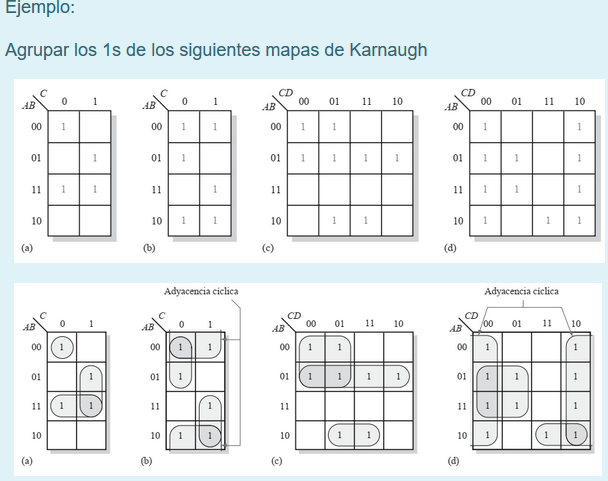 Ejemplo:
Agrupar los 1s de los siguientes mapas de Karnaugh
C C CD CD
AB 0 1 AB 0 1 AB 00 01 11 10 AB 00 01 11 10
00 1 00 1 1 00 1 1 00 1 1
01 1 01 1 01 1 1 1 1 01 1 1 1
11 1 1 11 1 11 11 1 1 1
10 10 1 1 10 1 1 10 1 1 1
(a) (b) (c) (d)
Adyacencia cíclica Adyacencia cíclica
C C CD CD
AB 0 1 AB 0 1 AB 00 01 11 10 AB 00 01 11 10
00 1 00 1 1 00 1 1 00 1 1
01 1 01 1 01 1 1 1 1 01 1 1 1
11 1 1 11 1 11 11 1 1 1
10 10 1 1 10 1 1 10 1 1 1
(a) (b) (c) (d)